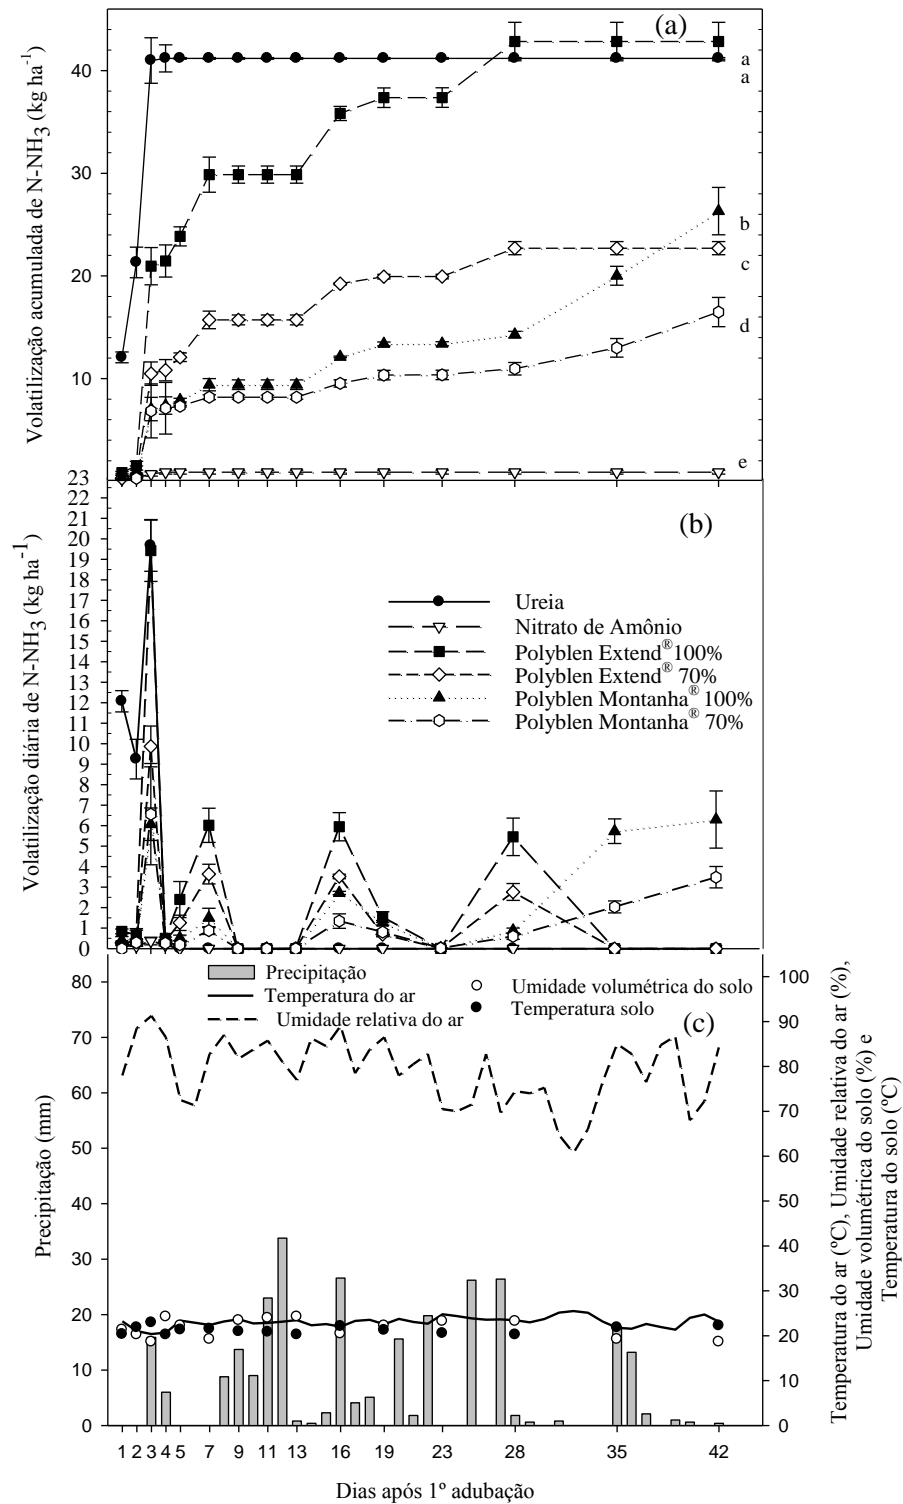 (a)
Volatilização acumulada de N-NH3 (kg ha-1)
40
30
20
10
a
a
b
c
d
e
(b)
Volatilização diária de N-NH3 (kg ha-1)
23
22
21
20
19
18
17
16
15
14
13
12
11
10
9
8
7
6
5
4
3
2
1
0
Ureia
Nitrato de Amônio
Polyblen Extend® 100%
Polyblen Extend® 70%
Polyblen Montanha® 100%
Polyblen Montanha® 70%
Precipitação
Temperatura do ar
Umidade relativa do ar
Umidade volumétrica do solo
Temperatura solo
(c)
Precipitação (mm)
80
70
60
50
40
30
20
10
0
100
90
80
70
60
50
40
30
20
10
0
Temperatura do ar (ºC), Umidade relativa do ar (%),
Umidade volumétrica do solo (%) e
Temperatura do solo (ºC)
1 2 3 4 5 7 9 11 13 16 19 23 28 35 42
Dias após 1º adubação